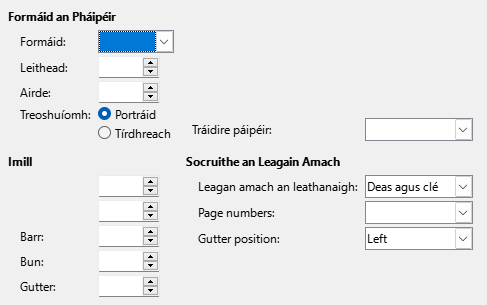 Formáid an Pháipéir
Formáid:
Leithead:
Airde:
Treoshuíomh: Portráid
Tírdhreach
Tráidire páipéir:
Imill
Socruithe an Leagain Amach
Leagan amach an leathanaigh: Deas agus clé
Page numbers:
Barr:
Gutter position: Left
Bun:
Gutter: